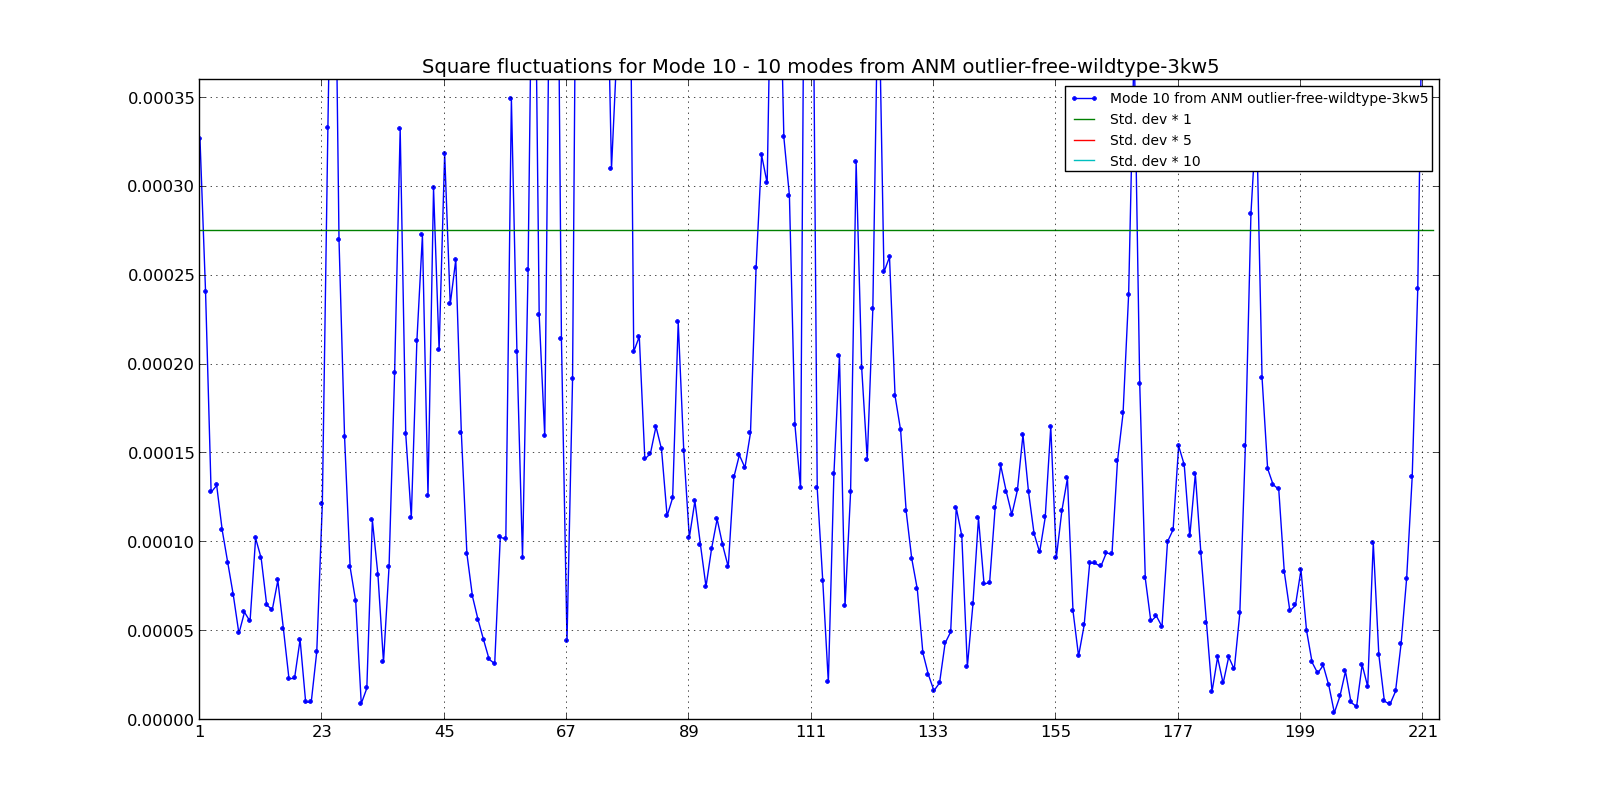 Square fluctuations for Mode 10 - 10 modes from ANM outlier-free-wildtype-3kw5
Mode 10 from ANM outlier-free-wildtype-3kw5
Std. dev * 1
Std. dev * 5
Std. dev * 10
0.00035
0.00030
0.00025
0.00020
0.00015
0.00010
0.00005
0.00000
1 23 45 67 89 111 133 155 177 199 221